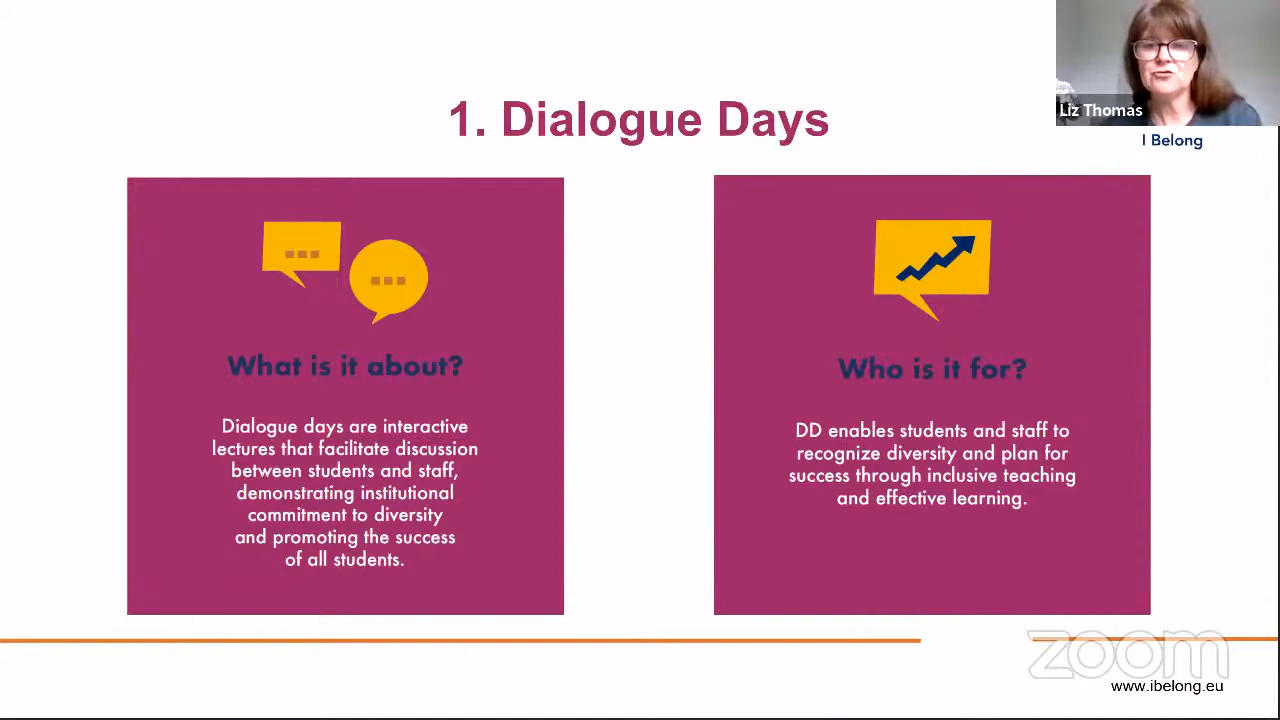 Liz Thomas
I Belong
1. Dialogue Days
What is it about?
Dialogue days are interactive
lectures that facilitate discussion
between students and staff,
demonstrating institutional
commitment to diversity
and promoting the success
of all students.
Who is it for?
DD enables students and staff to
recognize diversity and plan for
success through inclusive teaching
and effective learning.
zoom
www.ibelong.eu